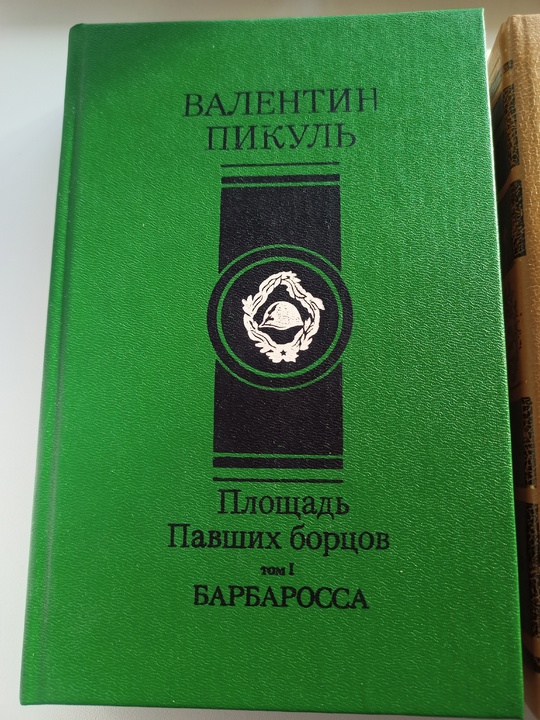 ВАЛЕНТИН
ПИКУЛЬ
Площадь
Павших борцов
том I
БАРБАРОССА